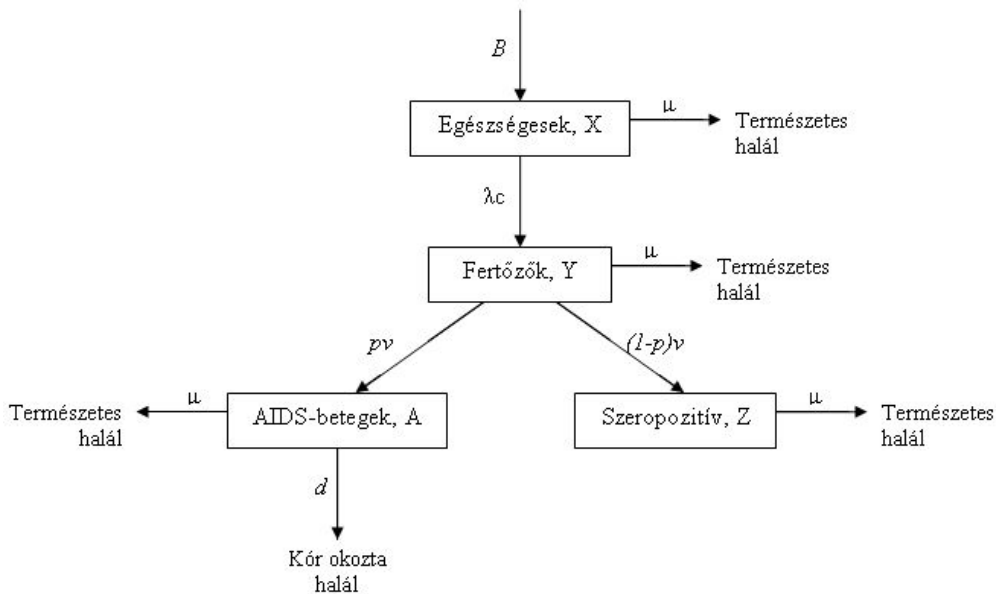 B
Egészségesek, X
μ
Természetes
halál
λc
Fertőzők, Y
μ
Természetes
halál
pv
(1-p)v
Természetes
halál
μ
AIDS-betegek, A
Szeropozitív, Z
μ
Természetes
halál
d
Kór okozta
halál